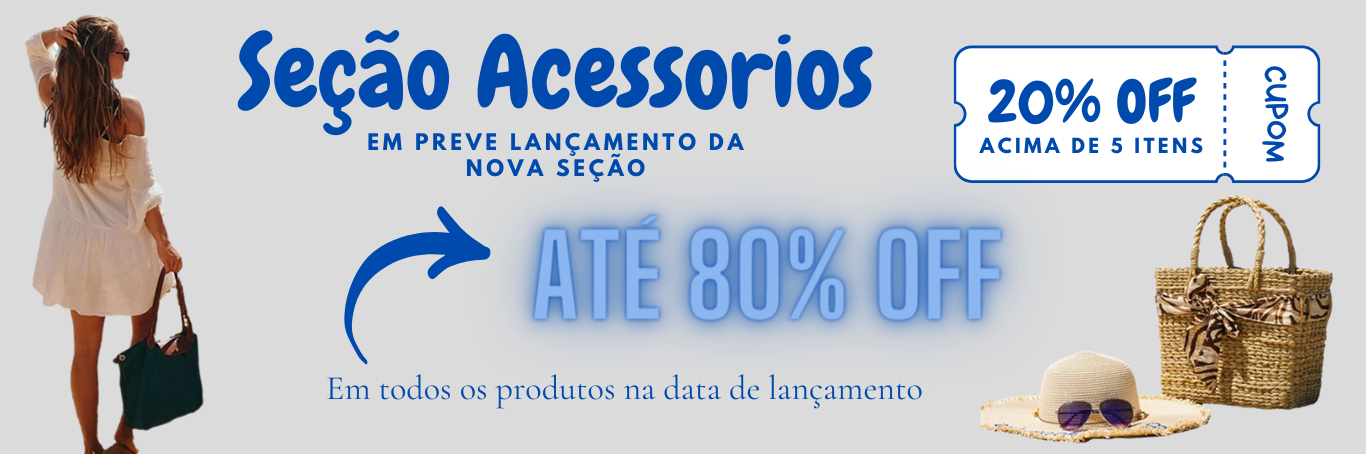 Seção Acessorios
EM PREVE LANÇAMENTO DA
NOVA SEÇÃO
20% OFF
ACIMA DE 5 ITENS
CUPOM
ATÉ 80% OFF
Em todos os produtos na data de lançamento